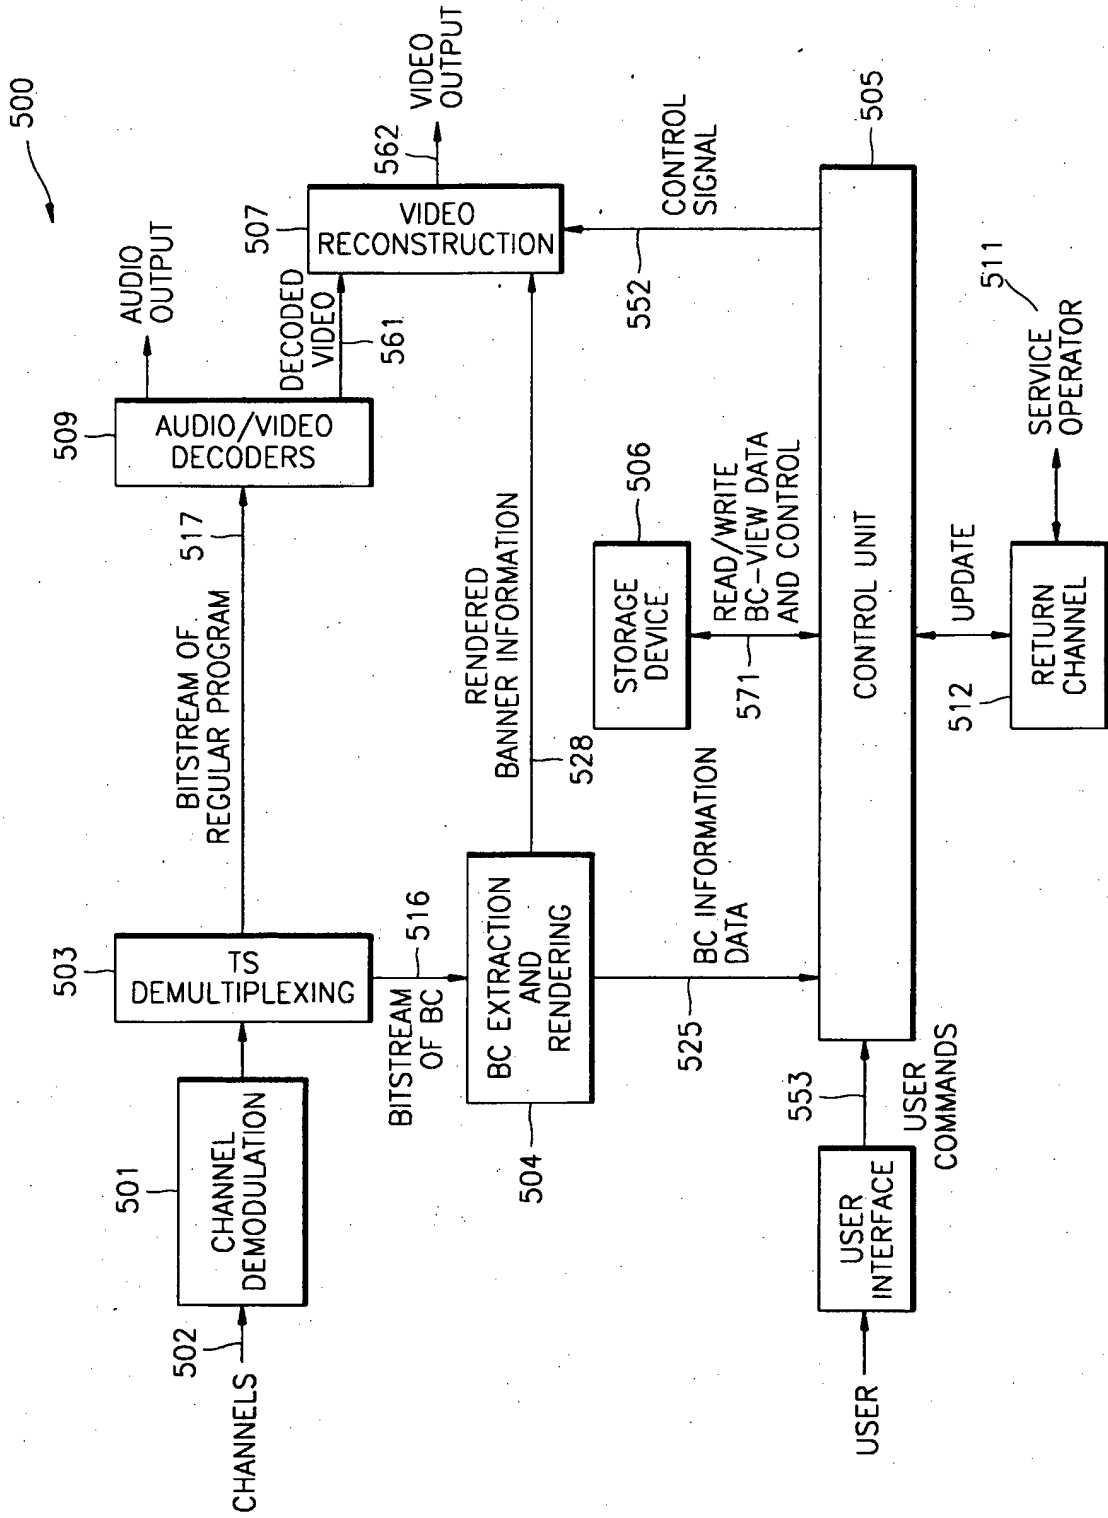 500
CHANNELS
502
501
CHANNEL
DEMODULATION
503
TS
DEMULTIPLEXING
BITSTREAM OF
REGULAR PROGRAM
517
509
AUDIO/VIDEO
DECODERS
AUDIO
OUTPUT
DECODED
VIDEO
561
507
VIDEO
RECONSTRUCTION
562
VIDEO
OUTPUT
BITSTREAM
OF BC
516
BC EXTRACTION
AND
RENDERING
504
RENDERED
BANNER INFORMATION
528
525
BC INFORMATION
DATA
STORAGE
DEVICE
506
571
READ/WRITE
BC-VIEW DATA
AND CONTROL
552
CONTROL
SIGNAL
505
CONTROL UNIT
USER
USER
INTERFACE
553
USER
COMMANDS
UPDATE
512
RETURN
CHANNEL
SERVICE
OPERATOR
511